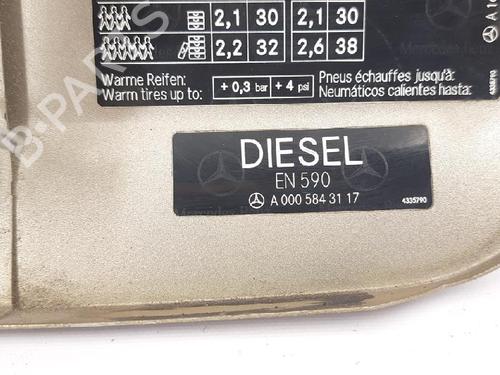 2,1 30 2,1 30
2,2 32 2,6 38
Warme Reifen:
Warm tires up to:
+ 0,3 bar + 4 psi
Pneus échauffes jusqu'à:
Neumáticos calientes hasta:
DIESEL
EN 590
A 000 584 31 17
4335790
B-PARTS